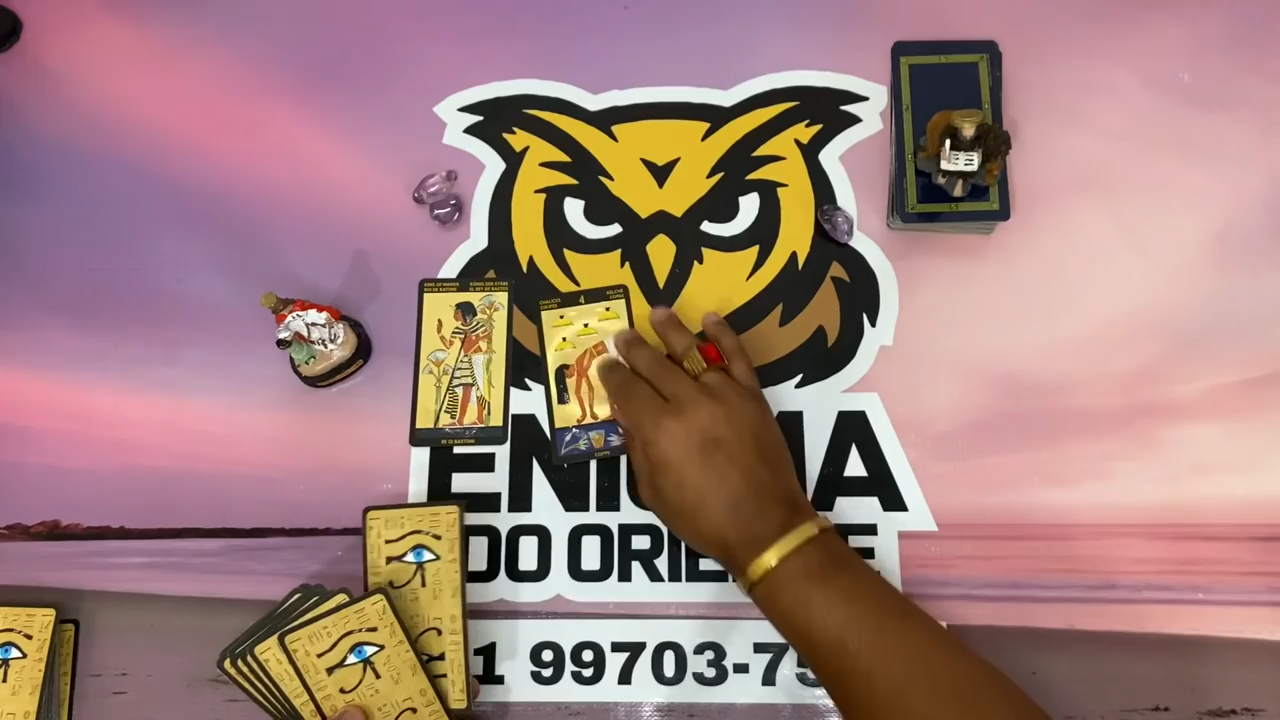 KING OF WANDS KÖNIG DER STÄBE
ROI DE BATONS EL REY DE BASTOS
RE DI BASTONI
CHALICES 4 KELCHE
COUPES COPAS
COPPE
ENIG A
DO ORIE E
1 99703-75